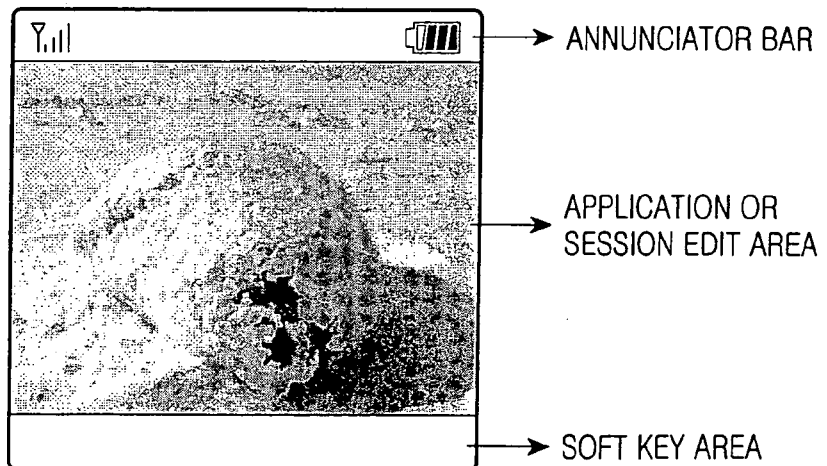 ANNUNCIATOR BAR
APPLICATION OR
SESSION EDIT AREA
SOFT KEY AREA